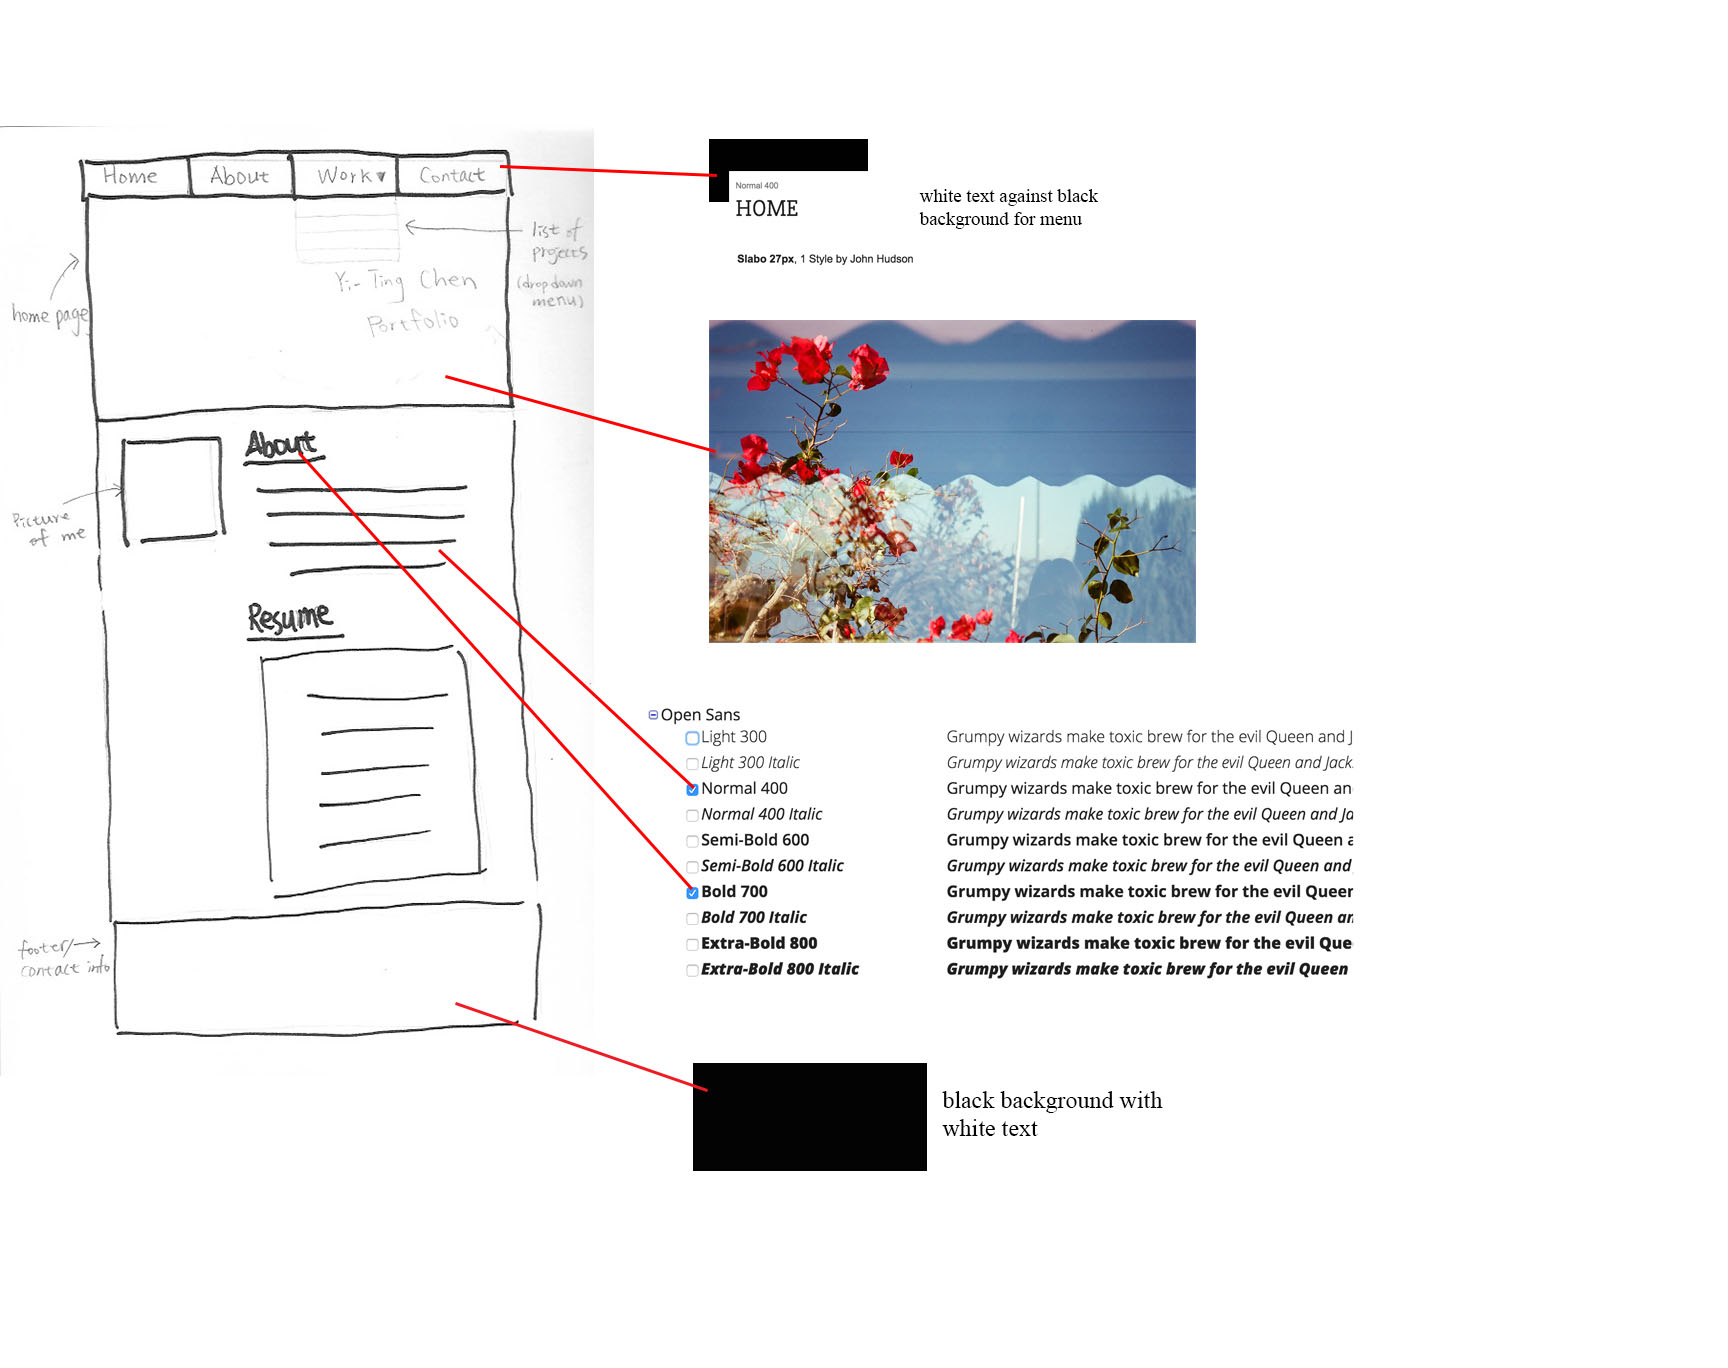 Home
About
Work▾
Contact
list of
projects
(drop down
menu)
Yi-Ting Chen
Portfolio
home page
About
Picture
of me
Resume
footer/
contact info
Normal 400
HOME
white text against black
background for menu
Slabo 27px, 1 Style by John Hudson
Open Sans
Light 300 Grumpy wizards make toxic brew for the evil Queen and J
Light 300 Italic Grumpy wizards make toxic brew for the evil Queen and Jack
Normal 400 Grumpy wizards make toxic brew for the evil Queen an
Normal 400 Italic Grumpy wizards make toxic brew for the evil Queen and Ja
Semi-Bold 600 Grumpy wizards make toxic brew for the evil Queen a
Semi-Bold 600 Italic Grumpy wizards make toxic brew for the evil Queen and
Bold 700 Grumpy wizards make toxic brew for the evil Queen
Bold 700 Italic Grumpy wizards make toxic brew for the evil Queen an
Extra-Bold 800 Grumpy wizards make toxic brew for the evil Que
Extra-Bold 800 Italic Grumpy wizards make toxic brew for the evil Queen
black background with
white text